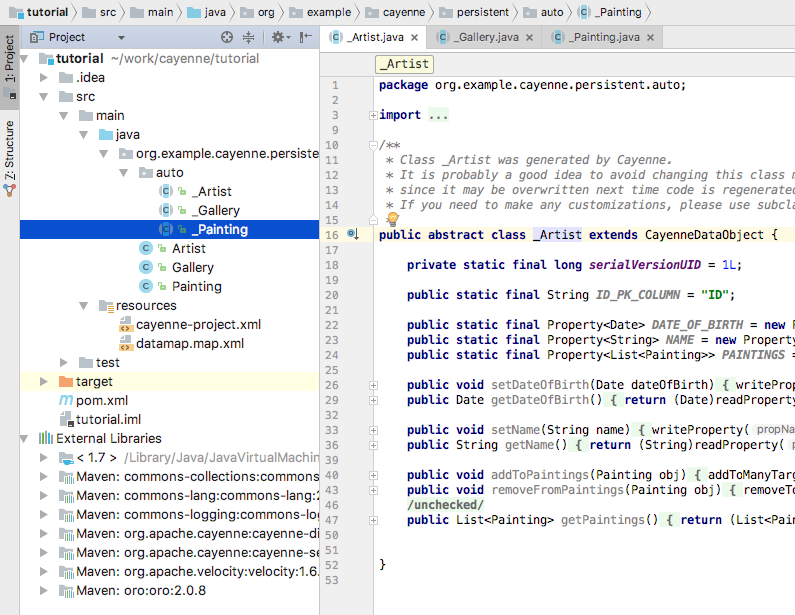 tutorial src main java org example cayenne persistent auto _Painting
1: Project
Z: Structure
Project
tutorial ~/work/cayenne/tutorial
.idea
src
main
java
org.example.cayenne.persiste
auto
_Artist
_Gallery
_Painting
Artist
Gallery
Painting
resources
cayenne-project.xml
datamap.map.xml
test
target
pom.xml
tutorial.iml
External Libraries
< 1.7 > /Library/Java/JavaVirtualMachin
Maven: commons-collections:commons
Maven: commons-lang:commons-lang:2
Maven: commons-logging:commons-log
Maven: org.apache.cayenne:cayenne-di
Maven: org.apache.cayenne:cayenne-se
Maven: org.apache.velocity:velocity:1.6.
Maven: oro:oro:2.0.8
_Artist.java _Gallery.java _Painting.java
_Artist
1 package org.example.cayenne.persistent.auto;
2
3 import ...
9
10 /**
11 * Class _Artist was generated by Cayenne.
12 * It is probably a good idea to avoid changing this class m
13 * since it may be overwritten next time code is regenerated
14 * If you need to make any customizations, please use subcla
15
16 public abstract class _Artist extends CayenneDataObject {
17
18 private static final long serialVersionUID = 1L;
19
20 public static final String ID_PK_COLUMN = "ID";
21
22 public static final Property<Date> DATE_OF_BIRTH = new P
23 public static final Property<String> NAME = new Property
24 public static final Property<List<Painting>> PAINTINGS =
25
26 public void setDateOfBirth(Date dateOfBirth) { writeProp
29 public Date getDateOfBirth() { return (Date)readProperty
32
33 public void setName(String name) { writeProperty( propNa
36 public String getName() { return (String)readProperty(
39
40 public void addToPaintings(Painting obj) { addToManyTarg
43 public void removeFromPaintings(Painting obj) { removeTo
46 /unchecked/
47 public List<Painting> getPaintings() { return (List<Pain
50
51
52 }
53